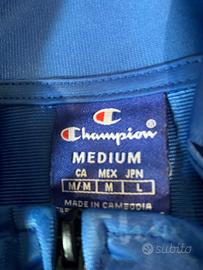 Champion
MEDIUM
CA MEX JPN
M/M M L
MADE IN CAMBODIA
subito